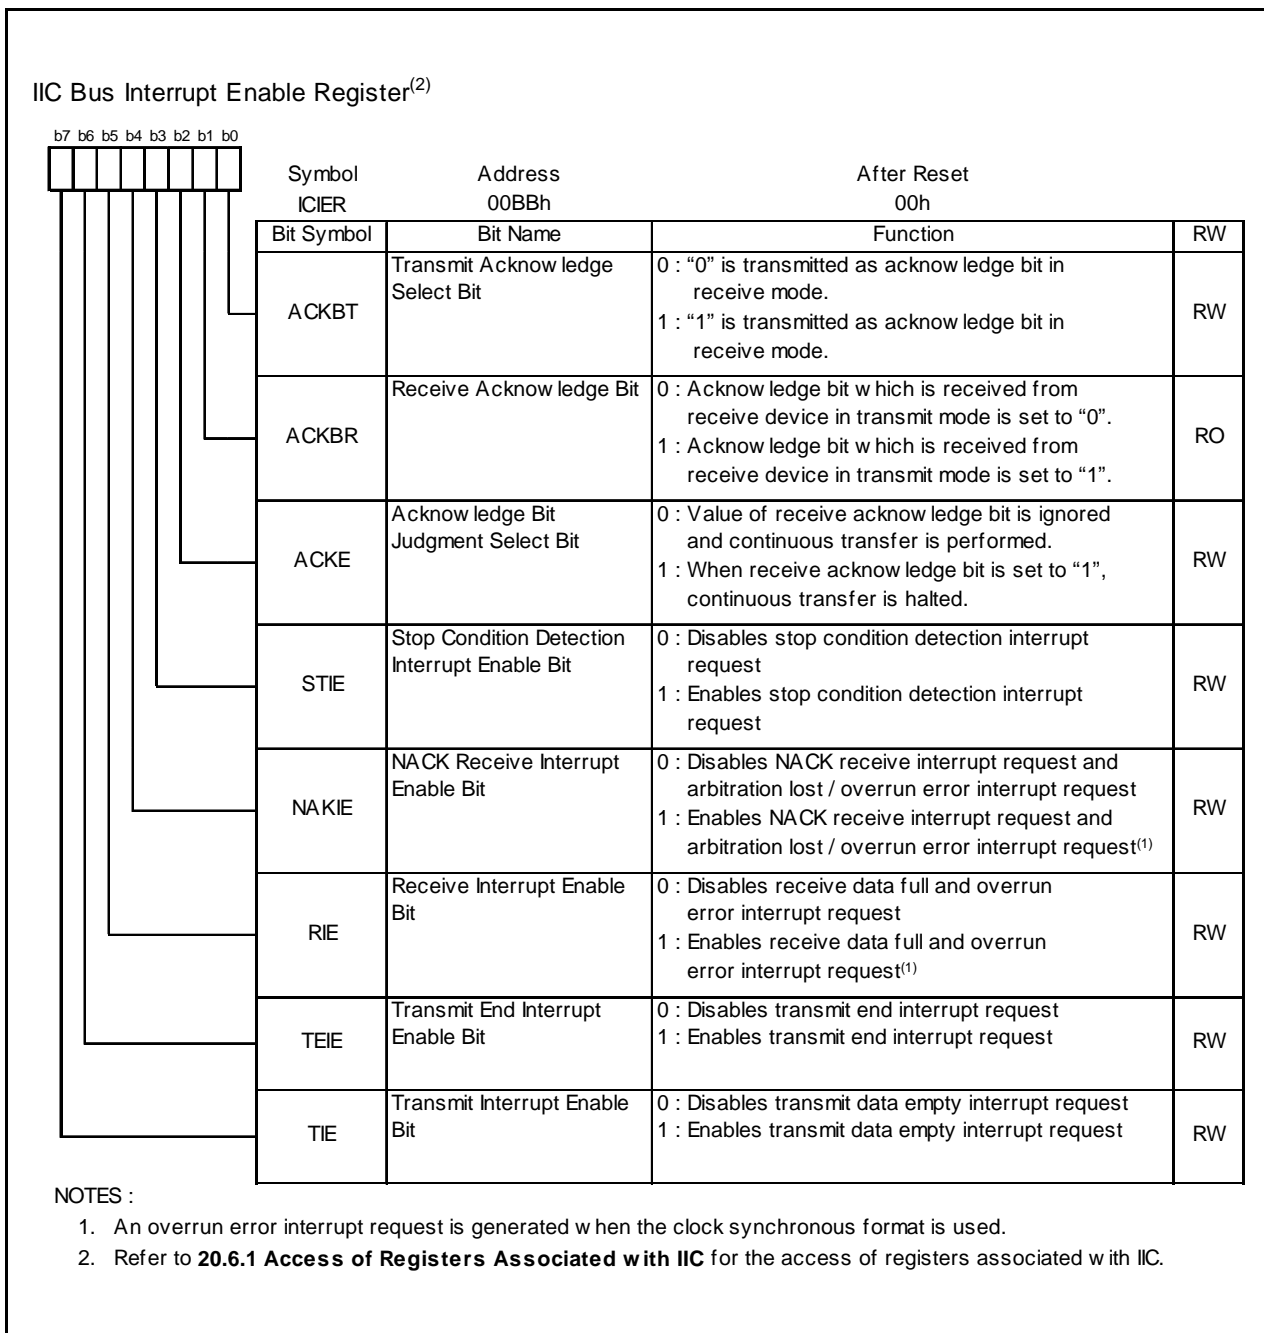 IIC Bus Interrupt Enable Register(2)
b7 b6 b5 b4 b3 b2 b1 b0
Symbol Address After Reset
ICIER 00BBh 00h
Bit Symbol Bit Name Function RW
ACKBT
Transmit Acknowledge
Select Bit
0 : “0” is transmitted as acknowledge bit in
receive mode.
1 : “1” is transmitted as acknowledge bit in
receive mode.
RW
ACKBR
Receive Acknowledge Bit
0 : Acknowledge bit which is received from
receive device in transmit mode is set to “0”.
1 : Acknowledge bit which is received from
receive device in transmit mode is set to “1”.
RO
ACKE
Acknowledge Bit
Judgment Select Bit
0 : Value of receive acknowledge bit is ignored
and continuous transfer is performed.
1 : When receive acknowledge bit is set to “1”,
continuous transfer is halted.
RW
STIE
Stop Condition Detection
Interrupt Enable Bit
0 : Disables stop condition detection interrupt
request
1 : Enables stop condition detection interrupt
request
RW
NAKIE
NACK Receive Interrupt
Enable Bit
0 : Disables NACK receive interrupt request and
arbitration lost / overrun error interrupt request
1 : Enables NACK receive interrupt request and
arbitration lost / overrun error interrupt request(1)
RW
RIE
Receive Interrupt Enable
Bit
0 : Disables receive data full and overrun
error interrupt request
1 : Enables receive data full and overrun
error interrupt request(1)
RW
TEIE
Transmit End Interrupt
Enable Bit
0 : Disables transmit end interrupt request
1 : Enables transmit end interrupt request
RW
TIE
Transmit Interrupt Enable
Bit
0 : Disables transmit data empty interrupt request
1 : Enables transmit data empty interrupt request
RW
NOTES :
1. An overrun error interrupt request is generated when the clock synchronous format is used.
2. Refer to 20.6.1 Access of Registers Associated with IIC for the access of registers associated with IIC.